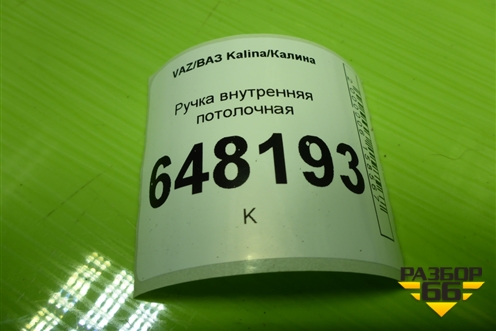 VAZ/ВАЗ Kalina/Калина
Ручка внутренняя
потолочная
648193
К
РАЗБОР
66